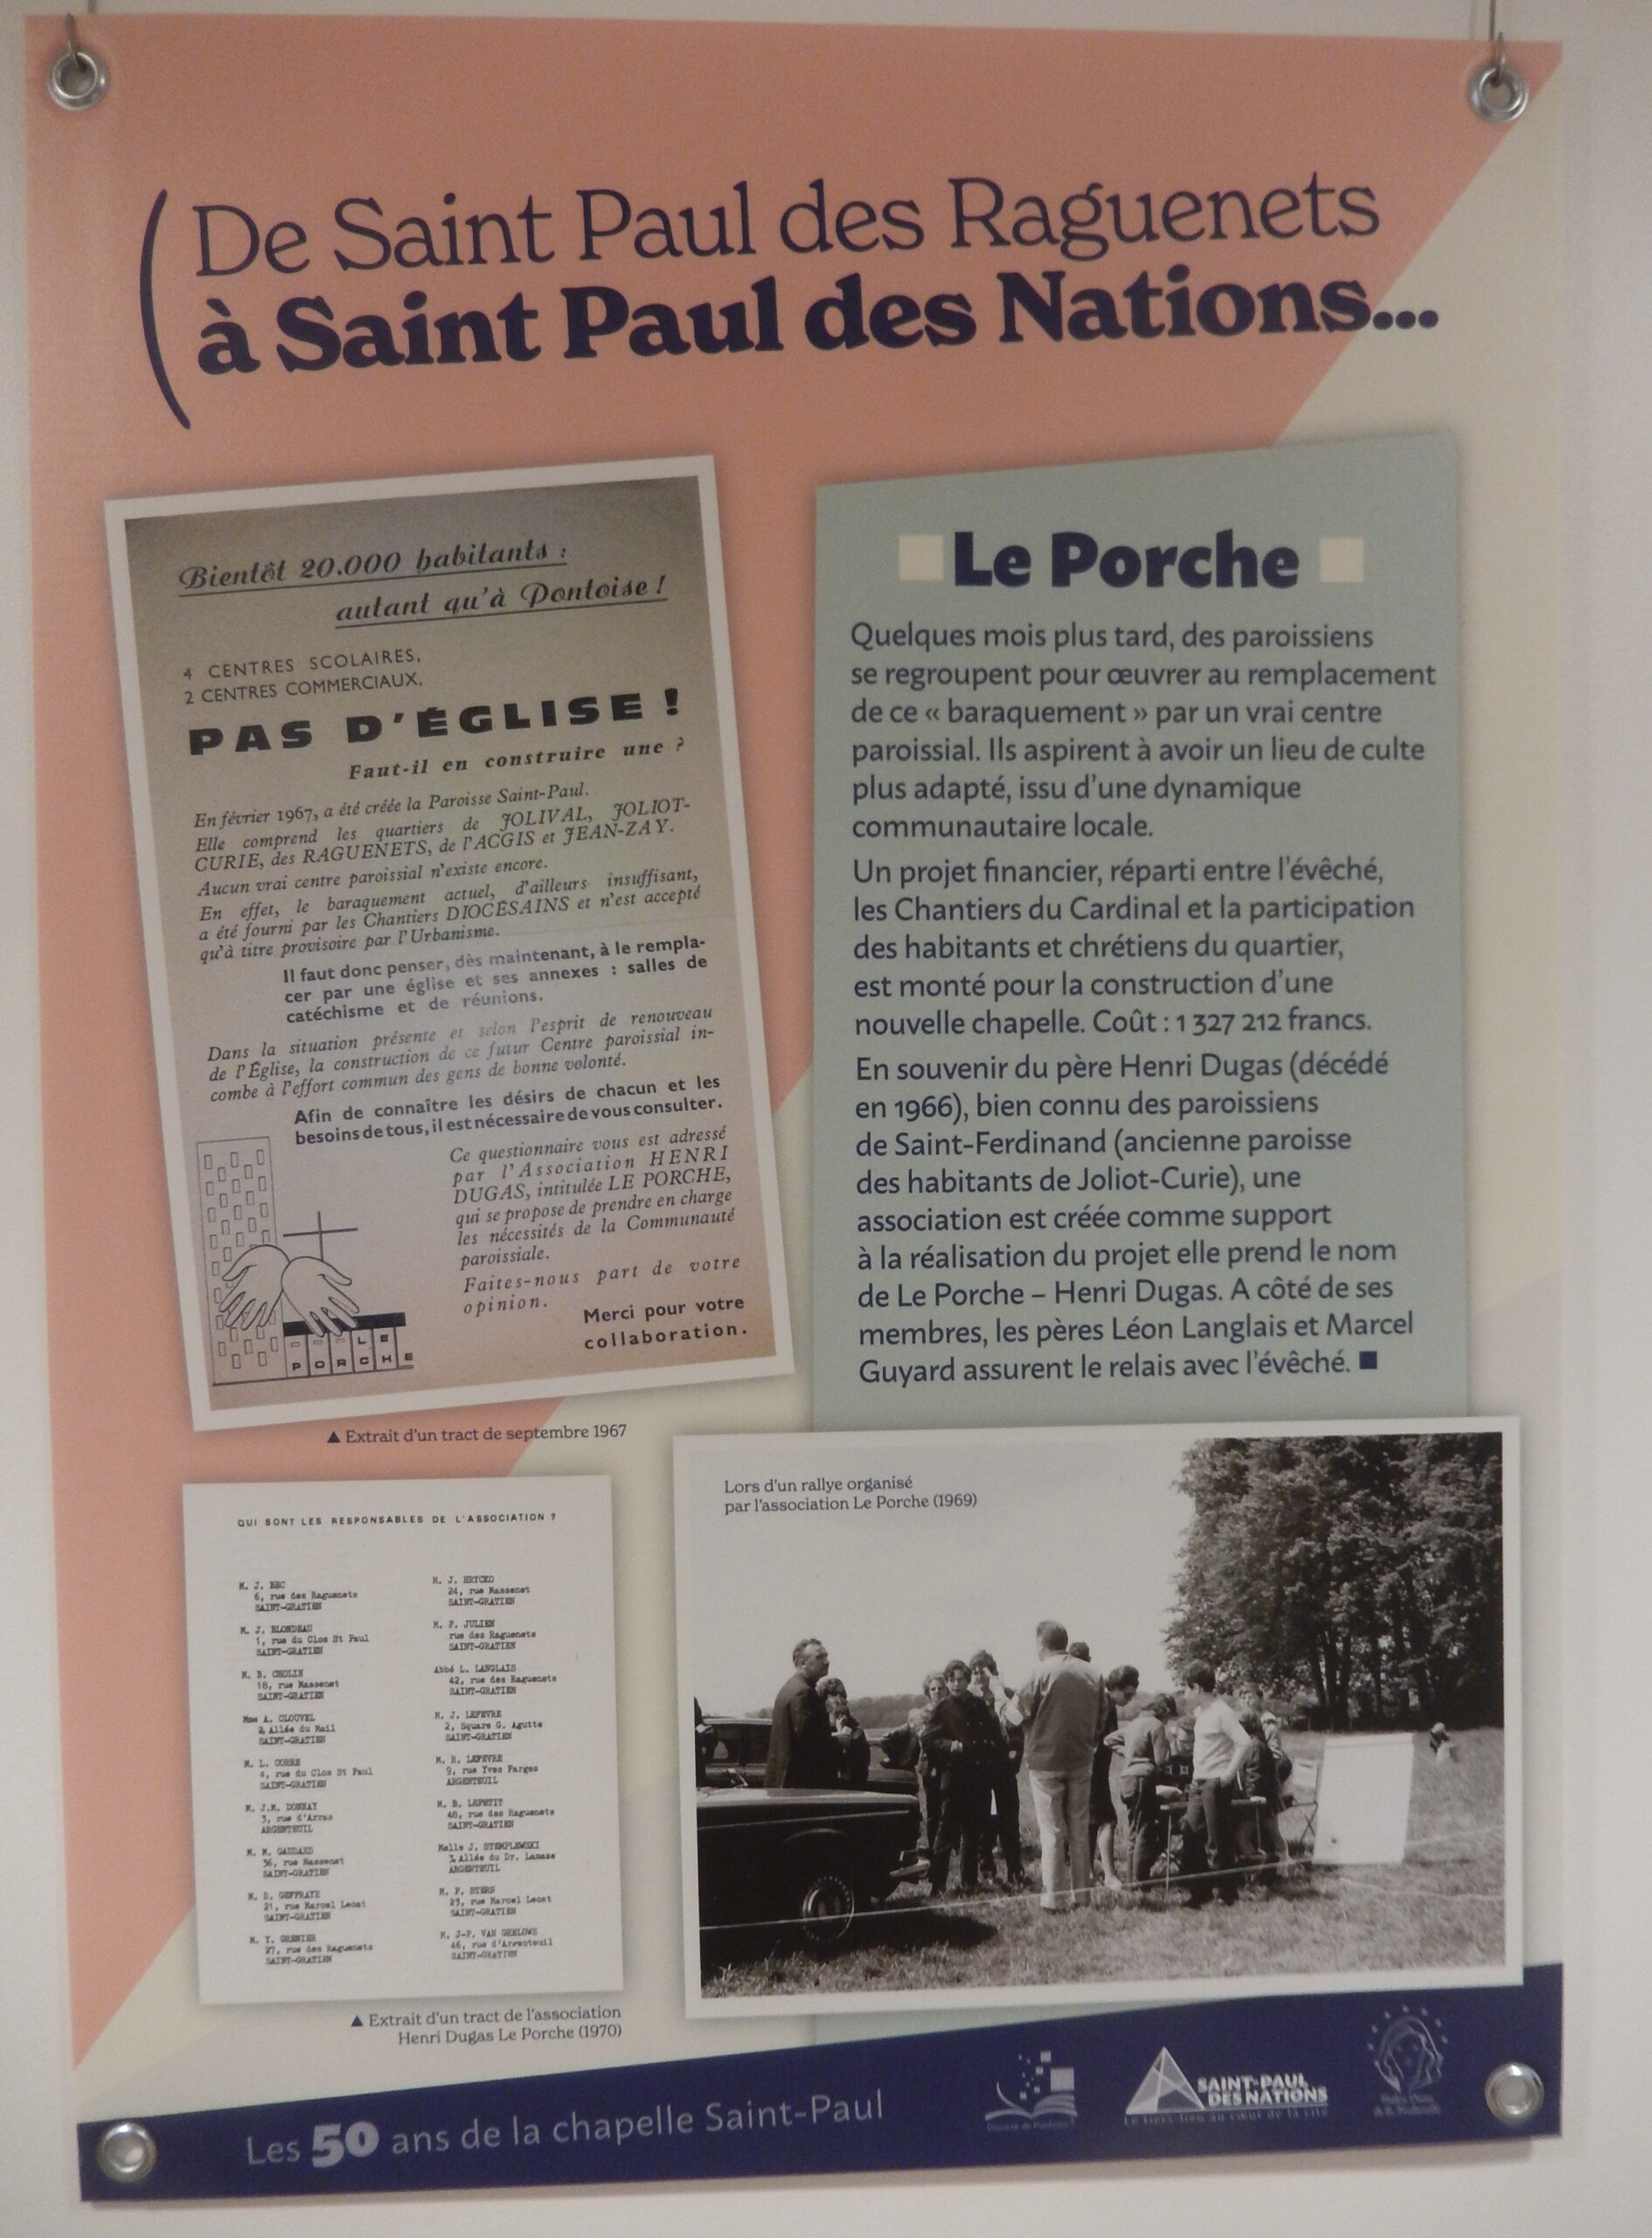 De Saint Paul des Raguenets
à Saint Paul des Nations...
Bientôt 20.000 habitants :
autant qu'à Pontoise !
4 CENTRES SCOLAIRES,
2 CENTRES COMMERCIAUX,
PAS D'ÉGLISE !
Faut-il en construire une ?
En février 1967, a été créée la Paroisse Saint-Paul.
Elle comprend les quartiers de JOLIVAL, JOLIOT-
CURIE, des RAGUENETS, de l'ACGIS et JEAN-ZAY.
Aucun vrai centre paroissial n'existe encore.
En effet, le baraquement actuel, d'ailleurs insuffisant,
a été fourni par les Chantiers DIOCÉSAINS et n'est accepté
qu'à titre provisoire par l'Urbanisme.
Il faut donc penser, dès maintenant, à le rempla-
cer par une église et ses annexes : salles de
catéchisme et de réunions.
Dans la situation présente et selon l'esprit de renouveau
de l'Église, la construction de ce futur Centre paroissial in-
combe à l'effort commun des gens de bonne volonté.
Afin de connaître les désirs de chacun et les
besoins de tous, il est nécessaire de vous consulter.
Ce questionnaire vous est adressé
par l'Association HENRI
DUGAS, intitulée LE PORCHE,
qui se propose de prendre en charge
les nécessités de la Communauté
paroissiale.
Faites-nous part de votre
opinion.
Merci pour votre
collaboration.
LE
PORCHE
▲ Extrait d'un tract de septembre 1967
Le Porche
Quelques mois plus tard, des paroissiens
se regroupent pour œuvrer au remplacement
de ce « baraquement » par un vrai centre
paroissial. Ils aspirent à avoir un lieu de culte
plus adapté, issu d'une dynamique
communautaire locale.
Un projet financier, réparti entre l'évêché,
les Chantiers du Cardinal et la participation
des habitants et chrétiens du quartier,
est monté pour la construction d'une
nouvelle chapelle. Coût : 1 327 212 francs.
En souvenir du père Henri Dugas (décédé
en 1966), bien connu des paroissiens
de Saint-Ferdinand (ancienne paroisse
des habitants de Joliot-Curie), une
association est créée comme support
à la réalisation du projet elle prend le nom
de Le Porche – Henri Dugas. A côté de ses
membres, les pères Léon Langlais et Marcel
Guyard assurent le relais avec l'évêché. ■
QUI SONT LES RESPONSABLES DE L'ASSOCIATION ?
M. J. BEC
6, rue des Raguenets
SAINT-GRATIEN
M. J. BLONDEAU
1, rue du Clos St Paul
SAINT-GRATIEN
M. B. CHOLIN
18, rue Massenet
SAINT-GRATIEN
Mme A. CLOUVEL
2, Allée du Mail
SAINT-GRATIEN
M. L. CORRE
4, rue du Clos St Paul
SAINT-GRATIEN
M. J.M. DONNAY
3, rue d'Arras
ARGENTEUIL
M. M. GAUDARD
36, rue Massenet
SAINT-GRATIEN
M. D. GEFFRAYE
21, rue Marcel Lecat
SAINT-GRATIEN
M. Y. GRENIER
27, rue des Raguenets
SAINT-GRATIEN
M. J. HRYCKO
24, rue Massenet
SAINT-GRATIEN
M. P. JULIEN
rue des Raguenets
SAINT-GRATIEN
Abbé L. LANGLAIS
42, rue des Raguenets
SAINT-GRATIEN
M. J. LEFEVRE
2, Square G. Agutte
SAINT-GRATIEN
M. R. LEFEVRE
9, rue Yves Farges
ARGENTEUIL
M. B. LEPETIT
48, rue des Raguenets
SAINT-GRATIEN
Melle J. STEMPLEWSKI
3, Allée du Dr. Lamaze
ARGENTEUIL
M. P. STERN
23, rue Marcel Lecat
SAINT-GRATIEN
M. J-P. VAN GHELUWE
46, rue d'Argenteuil
SAINT-GRATIEN
▲ Extrait d'un tract de l'association
Henri Dugas Le Porche (1970)
Lors d'un rallye organisé
par l'association Le Porche (1969)
Les 50 ans de la chapelle Saint-Paul
SAINT-PAUL
DES NATIONS
Le tiers-lieu au cœur de la cité